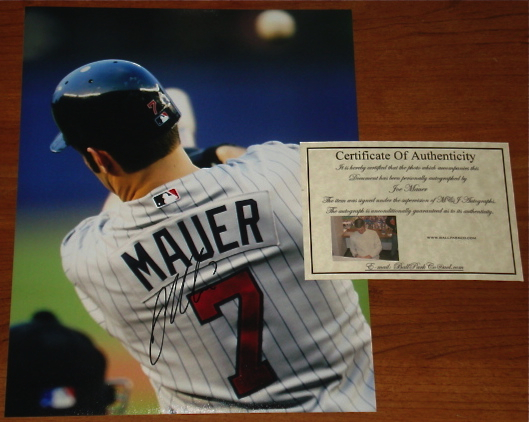 7
MAUER
7
Certificate Of Authenticity
It is hereby certified that the photo which accompanies this
Document has been personally autographed by
Joe Mauer
The item was signed under the supervision of M&J Autographs.
The autograph is unconditionally guaranteed as to its authenticity.
E-mail: